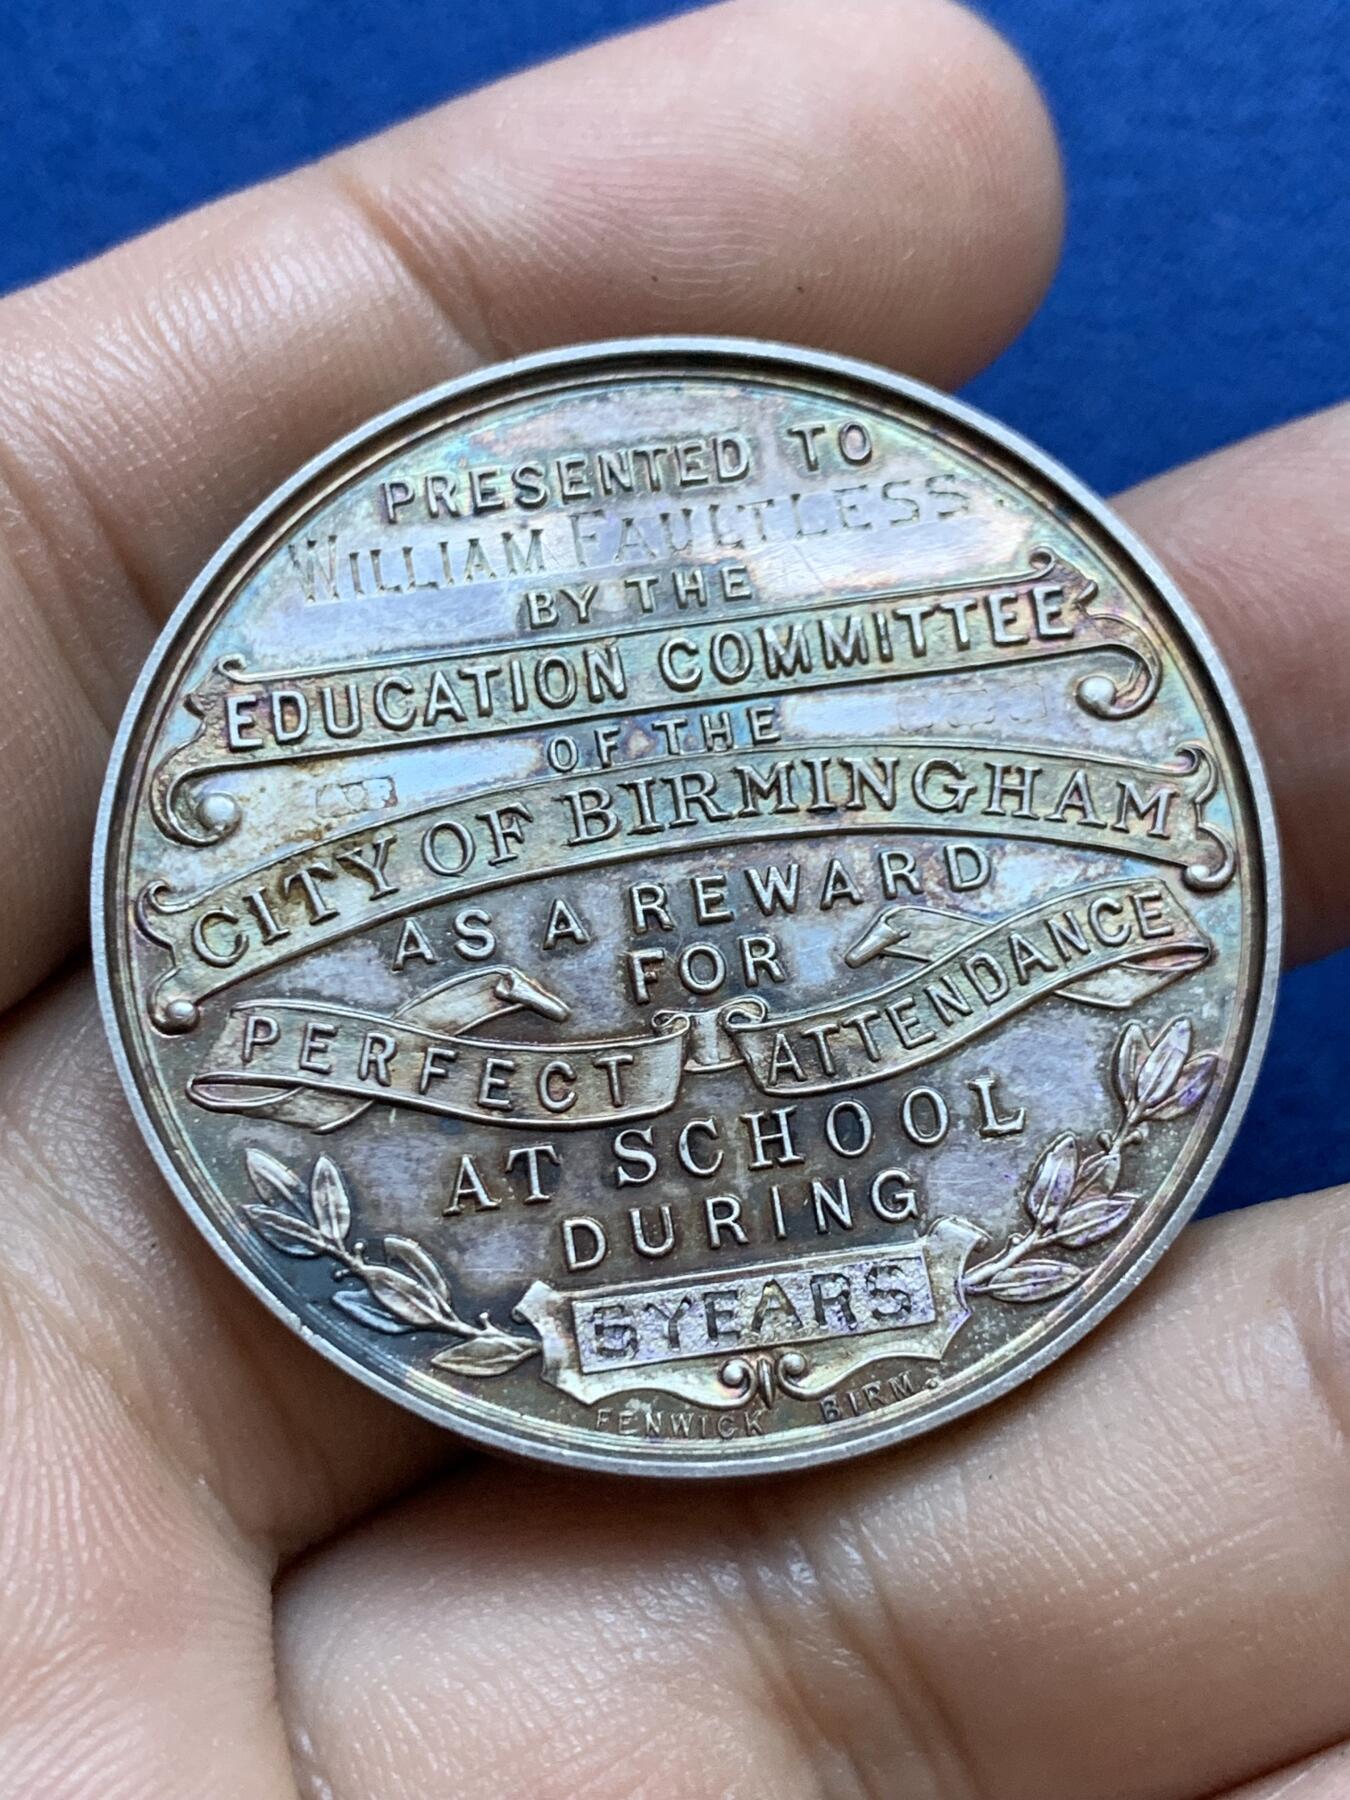 PRESENTED TO
WILLIAM FAULTLESS
BY THE
EDUCATION COMMITTEE
OF THE
CITY OF BIRMINGHAM
AS A REWARD
FOR
PERFECT ATTENDANCE
AT SCHOOL
DURING
5 YEARS
FENWICK BIRM.